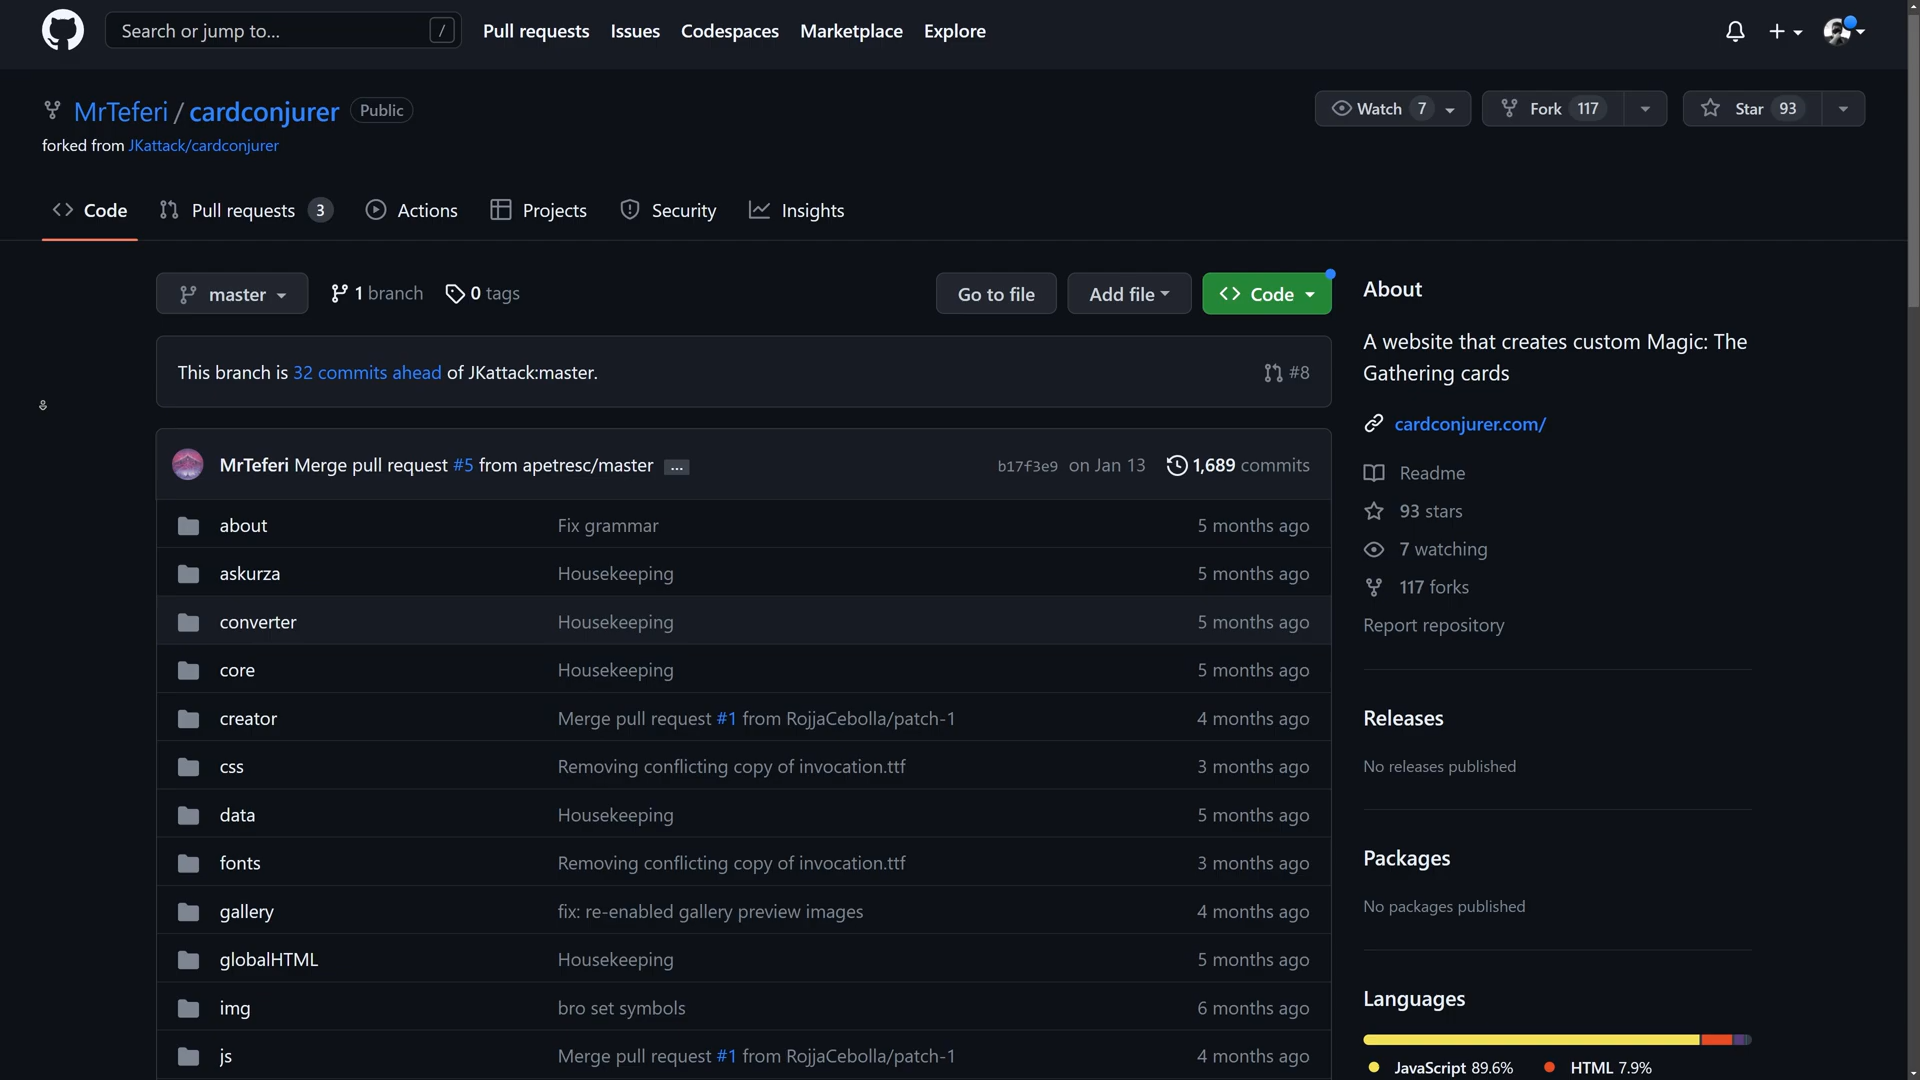 Search or jump to... /
Pull requests Issues Codespaces Marketplace Explore
MrTeferi / cardconjurer Public
Watch 7 Fork 117 Star 93
forked from JKattack/cardconjurer
Code Pull requests 3 Actions Projects Security Insights
master 1 branch 0 tags Go to file Add file Code
This branch is 32 commits ahead of JKattack:master. #8
MrTeferi Merge pull request #5 from apetresc/master ... b17f3e9 on Jan 13 1,689 commits
about Fix grammar 5 months ago
askurza Housekeeping 5 months ago
converter Housekeeping 5 months ago
core Housekeeping 5 months ago
creator Merge pull request #1 from RojjaCebolla/patch-1 4 months ago
css Removing conflicting copy of invocation.ttf 3 months ago
data Housekeeping 5 months ago
fonts Removing conflicting copy of invocation.ttf 3 months ago
gallery fix: re-enabled gallery preview images 4 months ago
globalHTML Housekeeping 5 months ago
img bro set symbols 6 months ago
js Merge pull request #1 from RojjaCebolla/patch-1 4 months ago
About
A website that creates custom Magic: The
Gathering cards
cardconjurer.com/
Readme
93 stars
7 watching
117 forks
Report repository
Releases
No releases published
Packages
No packages published
Languages
JavaScript 89.6% HTML 7.9%